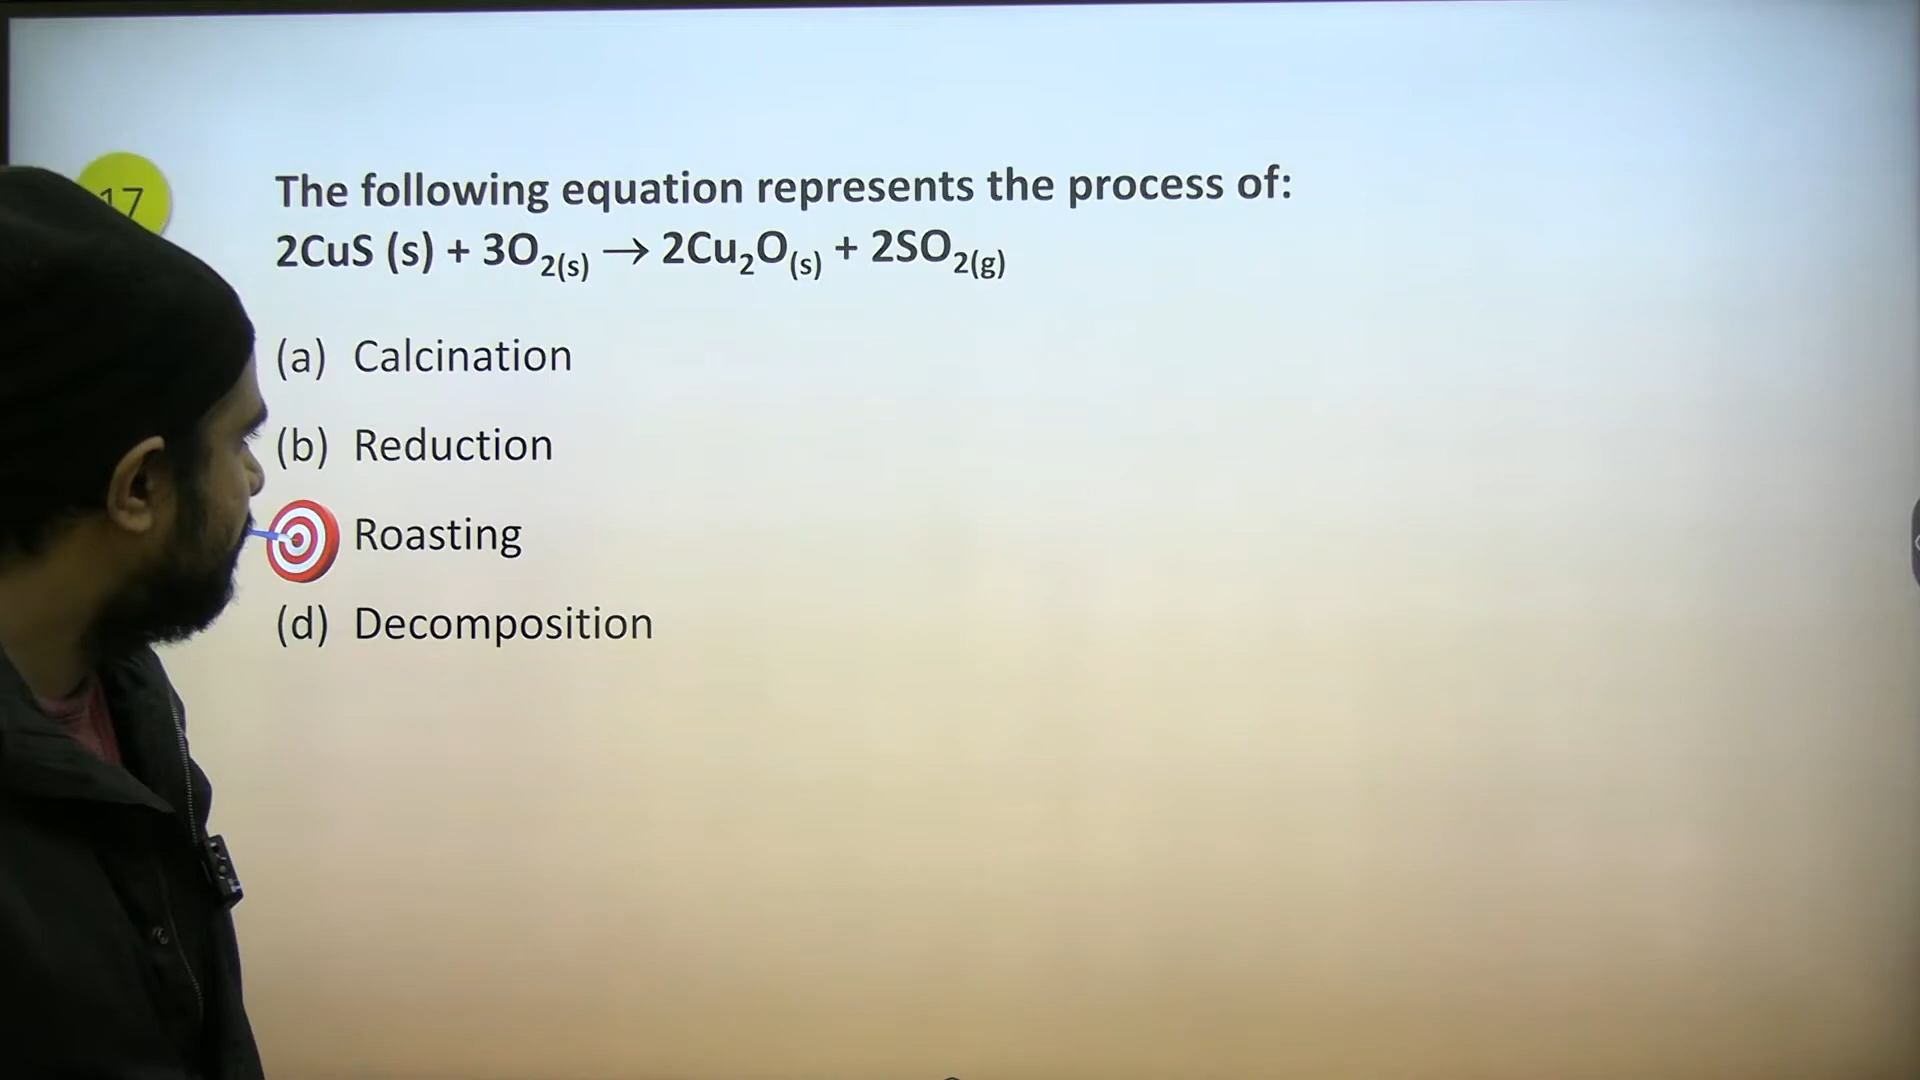 17
The following equation represents the process of:
2CuS (s) + 3O₂(s) → 2Cu₂O(s) + 2SO₂(g)
(a) Calcination
(b) Reduction
Roasting
(d) Decomposition